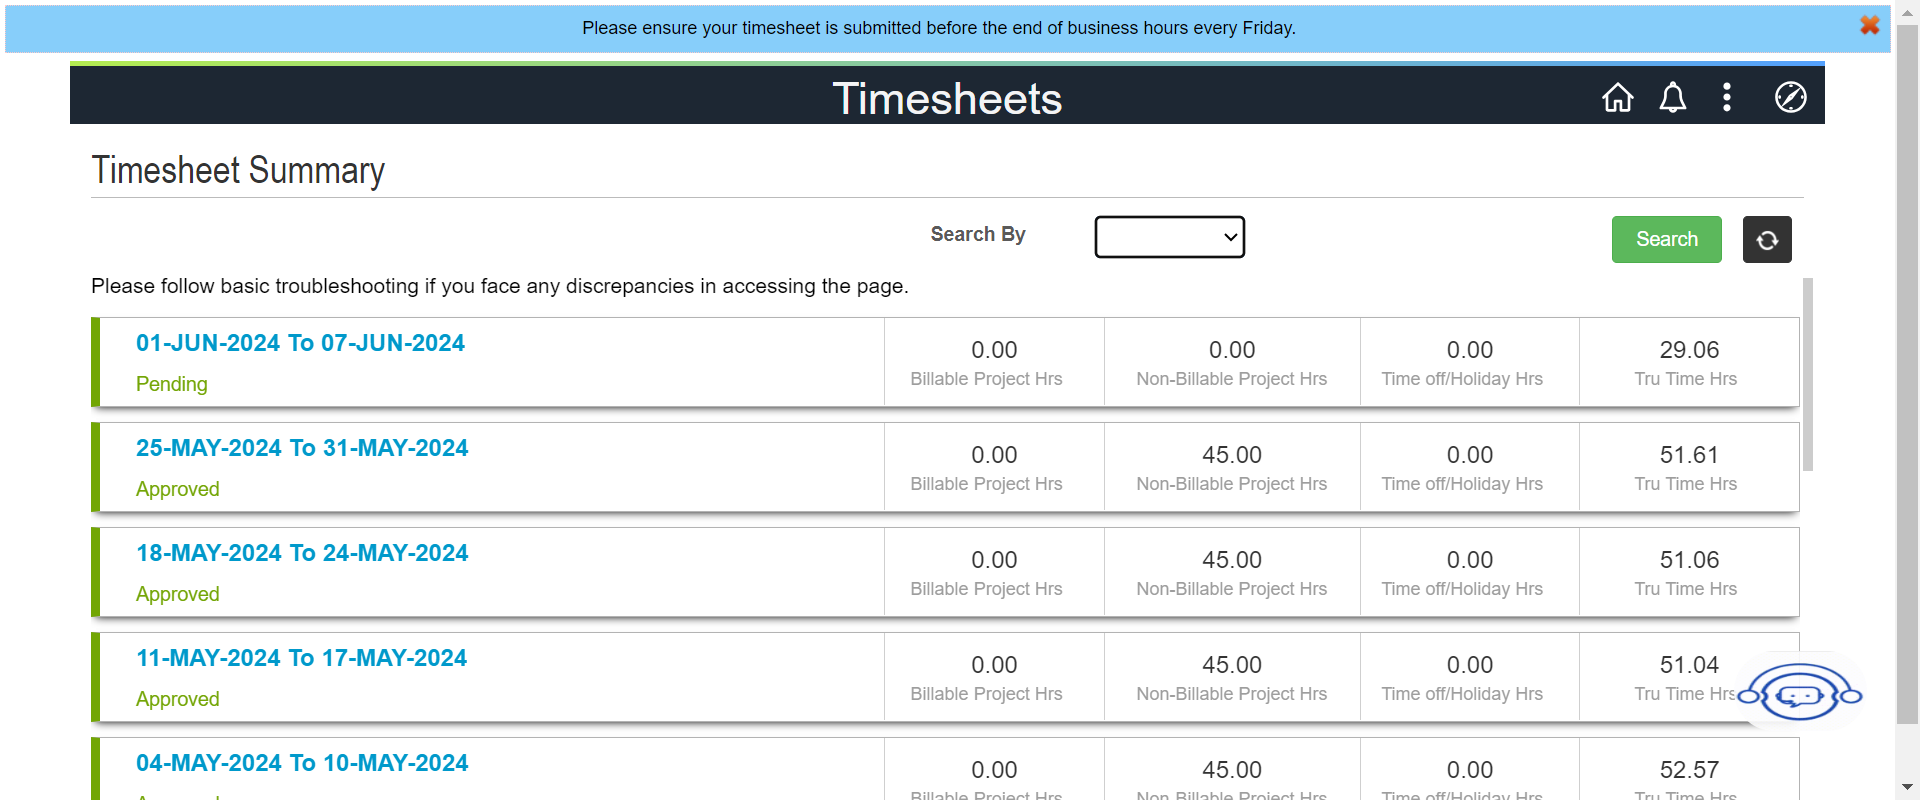 Please ensure your timesheet is submitted before the end of business hours every Friday.
Timesheets
Timesheet Summary
Search By
Search
Please follow basic troubleshooting if you face any discrepancies in accessing the page.
01-JUN-2024 To 07-JUN-2024
Pending
0.00
Billable Project Hrs
0.00
Non-Billable Project Hrs
0.00
Time off/Holiday Hrs
29.06
Tru Time Hrs
25-MAY-2024 To 31-MAY-2024
Approved
0.00
Billable Project Hrs
45.00
Non-Billable Project Hrs
0.00
Time off/Holiday Hrs
51.61
Tru Time Hrs
18-MAY-2024 To 24-MAY-2024
Approved
0.00
Billable Project Hrs
45.00
Non-Billable Project Hrs
0.00
Time off/Holiday Hrs
51.06
Tru Time Hrs
11-MAY-2024 To 17-MAY-2024
Approved
0.00
Billable Project Hrs
45.00
Non-Billable Project Hrs
0.00
Time off/Holiday Hrs
51.04
Tru Time Hrs
04-MAY-2024 To 10-MAY-2024
Approved
0.00
Billable Project Hrs
45.00
Non-Billable Project Hrs
0.00
Time off/Holiday Hrs
52.57
Tru Time Hrs